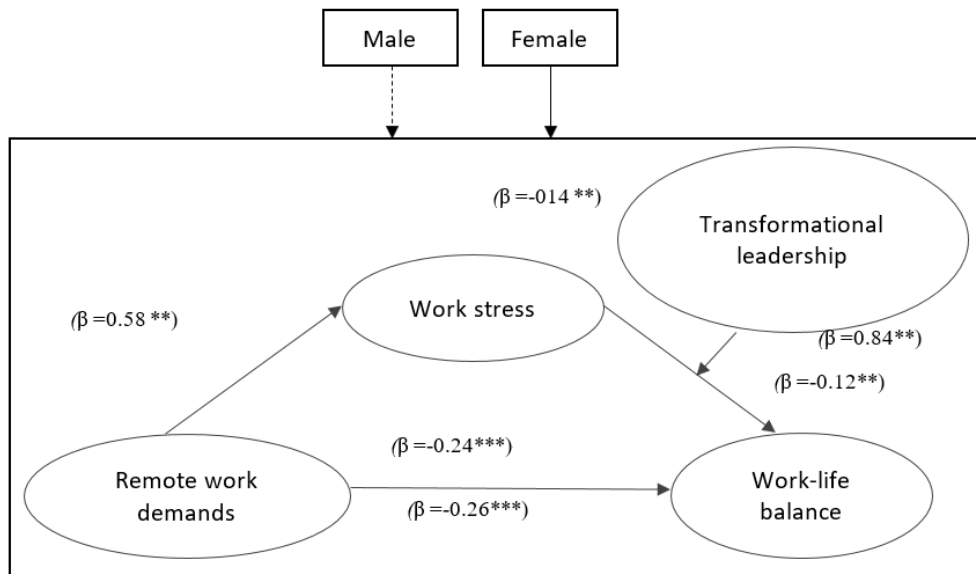 Male
Female
(β =-014 **)
Transformational
leadership
Work stress
(β =0.58 **)
(β =0.84**)
(β =-0.12**)
(β =-0.24***)
Remote work
demands
Work-life
balance
(β =-0.26***)